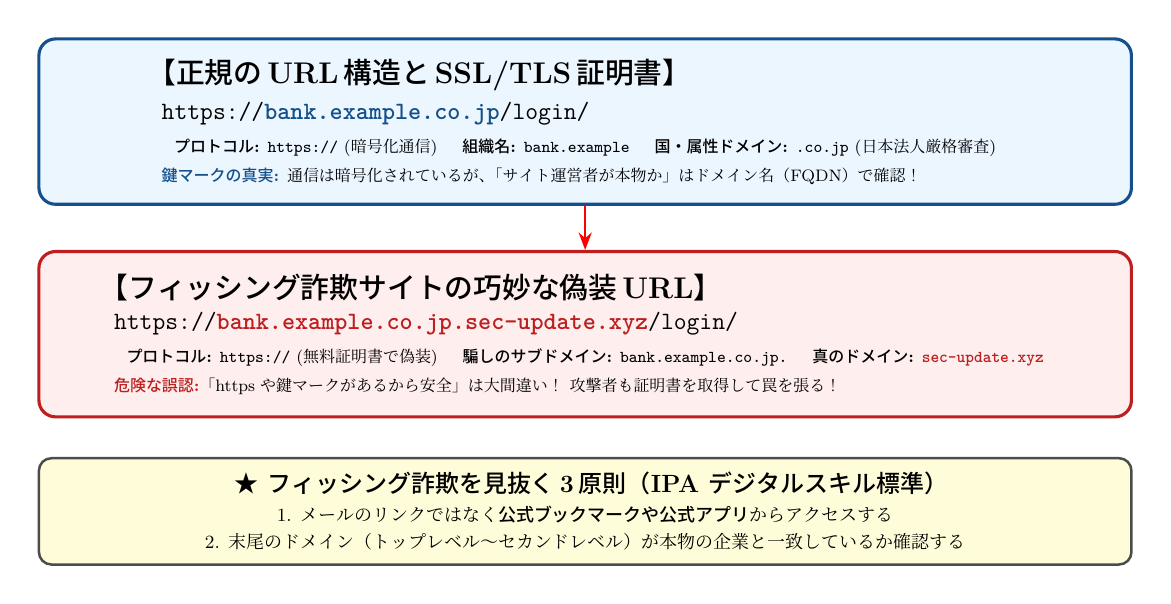 【正規の URL 構造と SSL/TLS 証明書】
https://bank.example.co.jp/login/
プロトコル: https:// (暗号化通信) 組織名: bank.example 国・属性ドメイン: .co.jp (日本法人厳格審査)
鍵マークの真実: 通信は暗号化されているが、「サイト運営者が本物か」はドメイン名（FQDN）で確認！
【フィッシング詐欺サイトの巧妙な偽装 URL】
https://bank.example.co.jp.sec-update.xyz/login/
プロトコル: https:// (無料証明書で偽装) 騙しのサブドメイン: bank.example.co.jp. 真のドメイン: sec-update.xyz
危険な誤認:「https や鍵マークがあるから安全」は大間違い！ 攻撃者も証明書を取得して罠を張る！
★ フィッシング詐欺を見抜く 3 原則（IPA デジタルスキル標準）
1. メールのリンクではなく公式ブックマークや公式アプリからアクセスする
2. 末尾のドメイン（トップレベル〜セカンドレベル）が本物の企業と一致しているか確認する